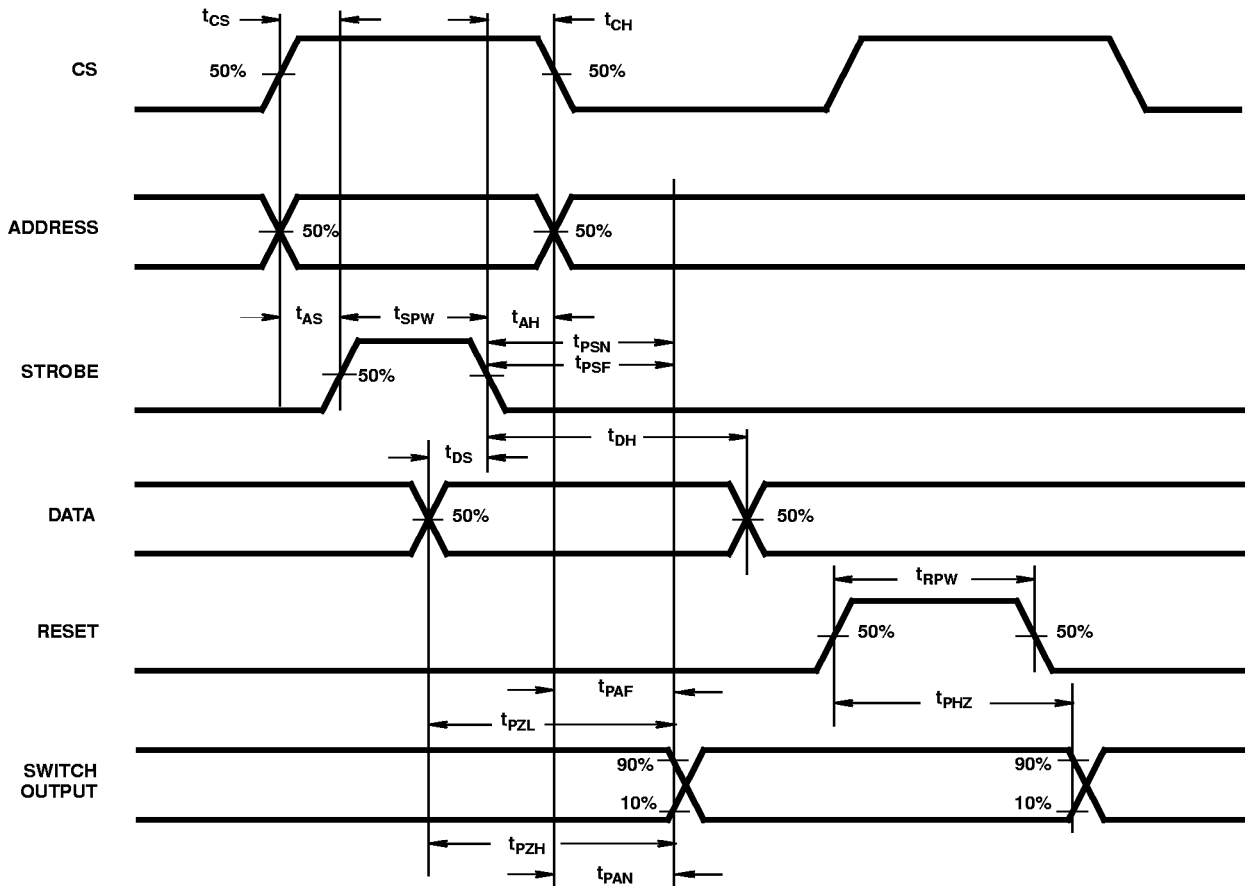 tCS tCH
CS 50% 50%
ADDRESS 50% 50%
tAS tSPW tAH
tPSN
tPSF
STROBE 50%
tDH
tDS
DATA 50% 50%
tRPW
RESET 50% 50%
tPAF tPHZ
tPZL
SWITCH
OUTPUT
90% 90%
10% 10%
tPZH
tPAN